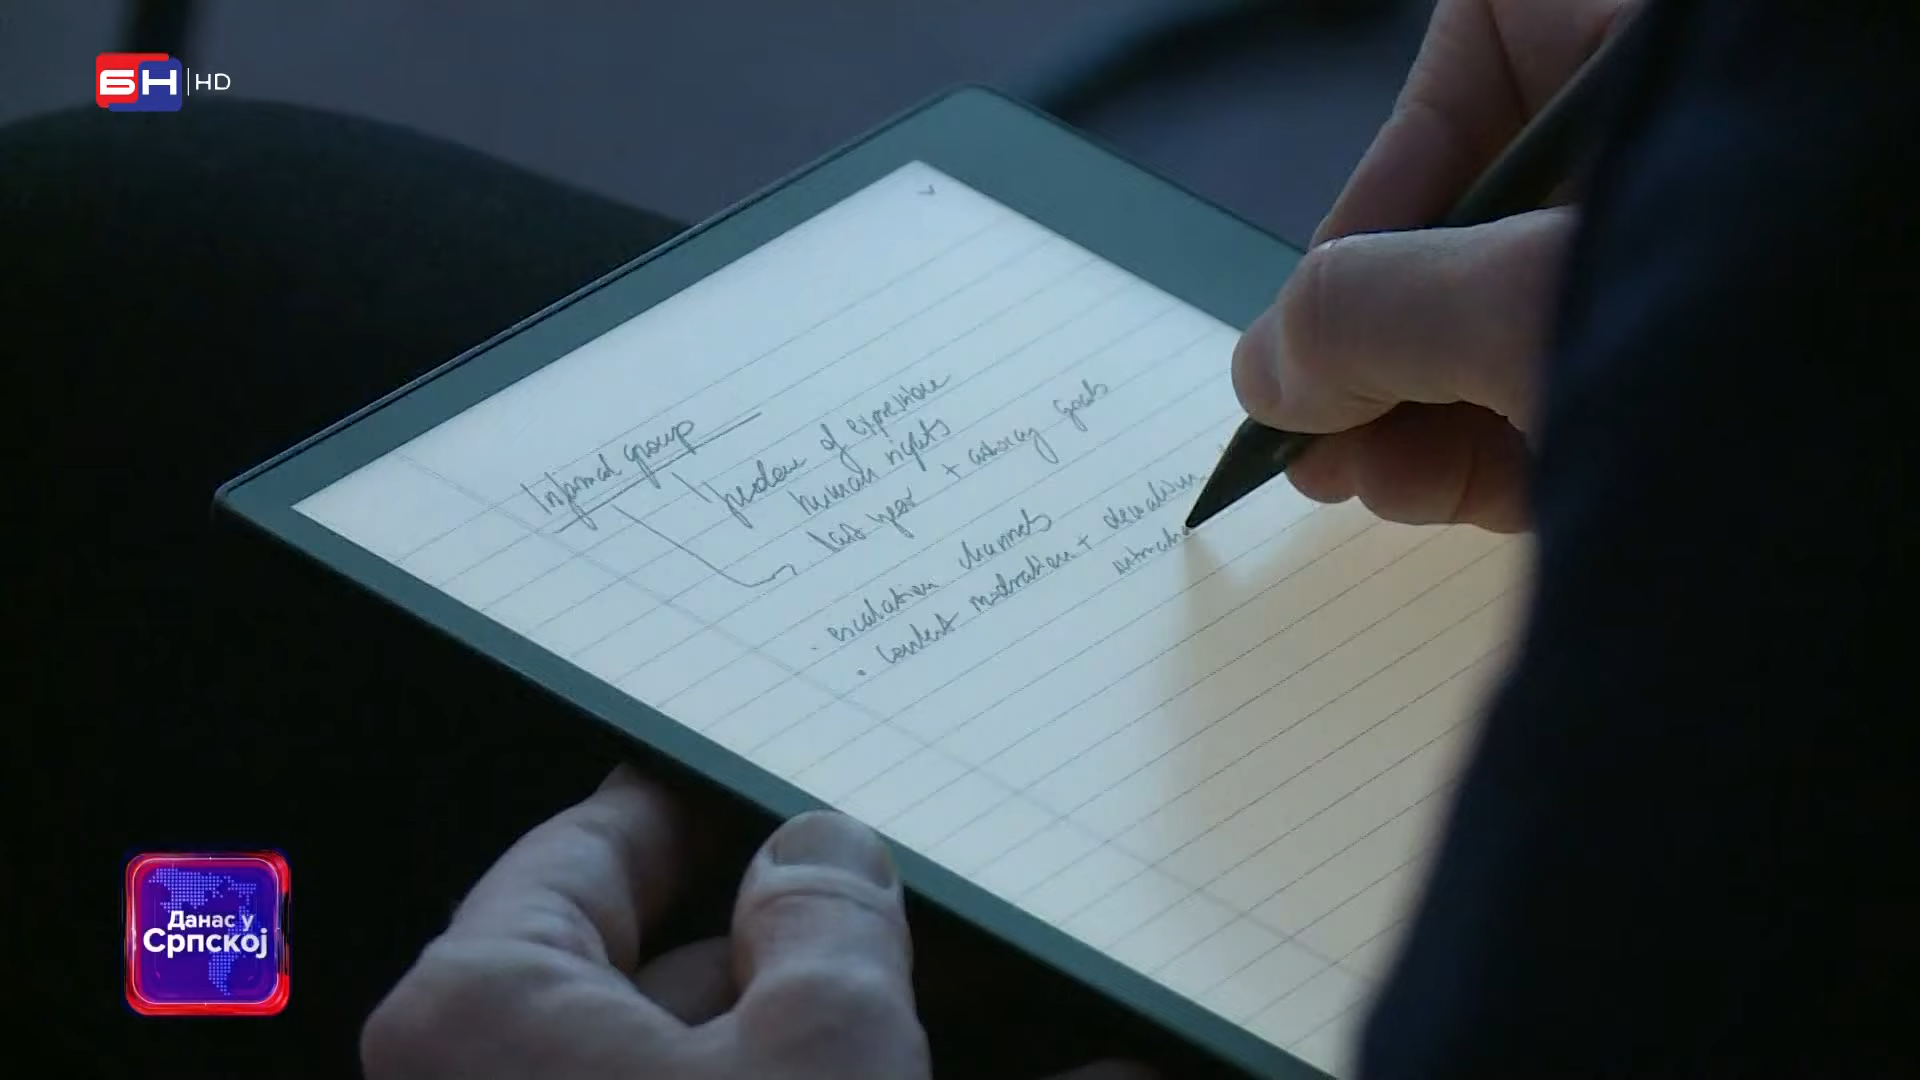 БН HD
Informal group
freedom of expression
human rights
last year + advocacy goals
• escalation channels
• content moderation +
Данас у
Српској